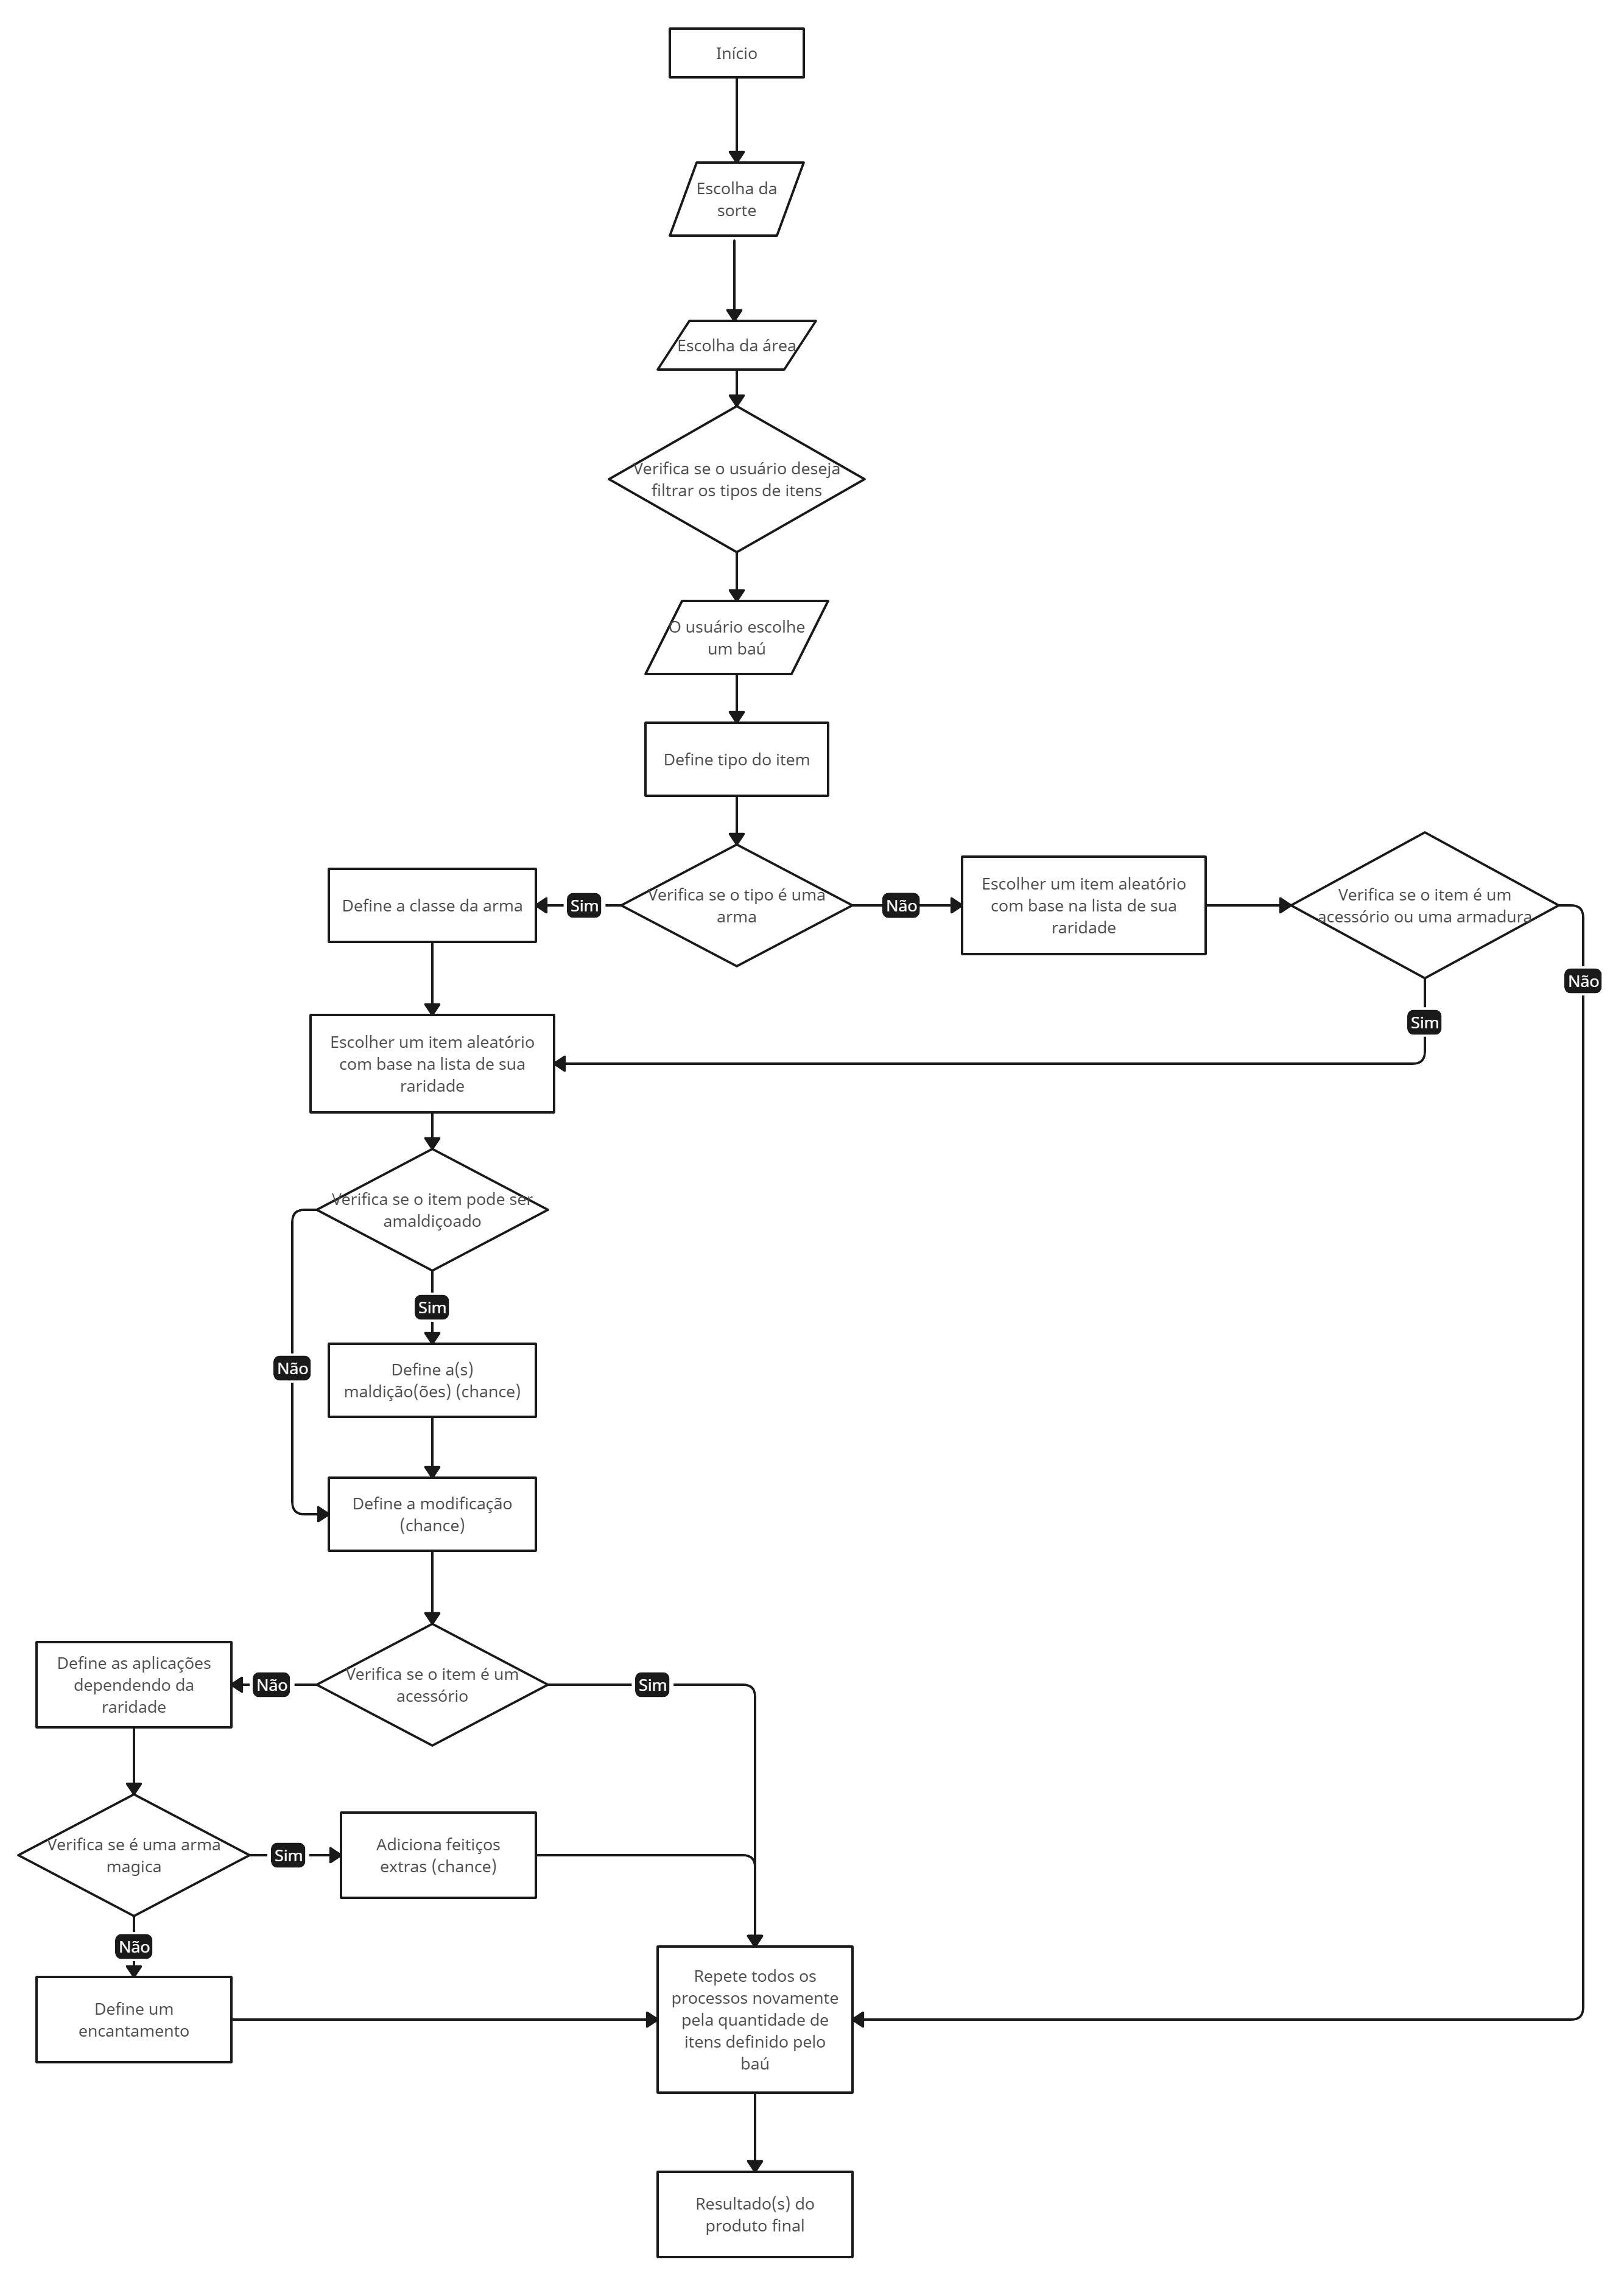 Início
Escolha da
sorte
Escolha da área
Verifica se o usuário deseja
filtrar os tipos de itens
O usuário escolhe
um baú
Define tipo do item
Define a classe da arma
Sim
Verifica se o tipo é uma
arma
Não
Escolher um item aleatório
com base na lista de sua
raridade
Verifica se o item é um
acessório ou uma armadura
Não
Sim
Escolher um item aleatório
com base na lista de sua
raridade
Verifica se o item pode ser
amaldiçoado
Sim
Não
Define a(s)
maldição(ões) (chance)
Define a modificação
(chance)
Define as aplicações
dependendo da
raridade
Não
Verifica se o item é um
acessório
Sim
Verifica se é uma arma
magica
Sim
Adiciona feitiços
extras (chance)
Não
Define um
encantamento
Repete todos os
processos novamente
pela quantidade de
itens definido pelo
baú
Resultado(s) do
produto final